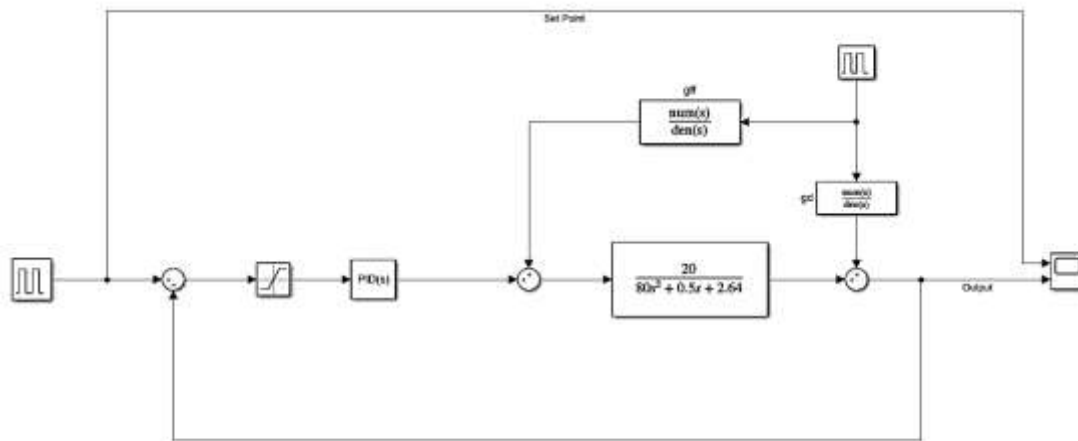 Set Point
gff
num(s)
den(s)
gd
num(s)
den(s)
PID(s)
20
80s² + 0.5s + 2.64
Output